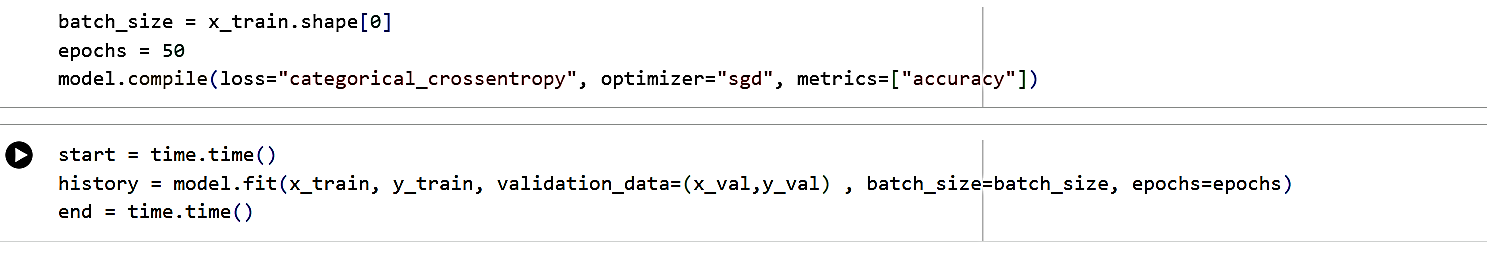 batch_size = x_train.shape[0]
epochs = 50
model.compile(loss="categorical_crossentropy", optimizer="sgd", metrics=["accuracy"])
start = time.time()
history = model.fit(x_train, y_train, validation_data=(x_val,y_val) , batch_size=batch_size, epochs=epochs)
end = time.time()